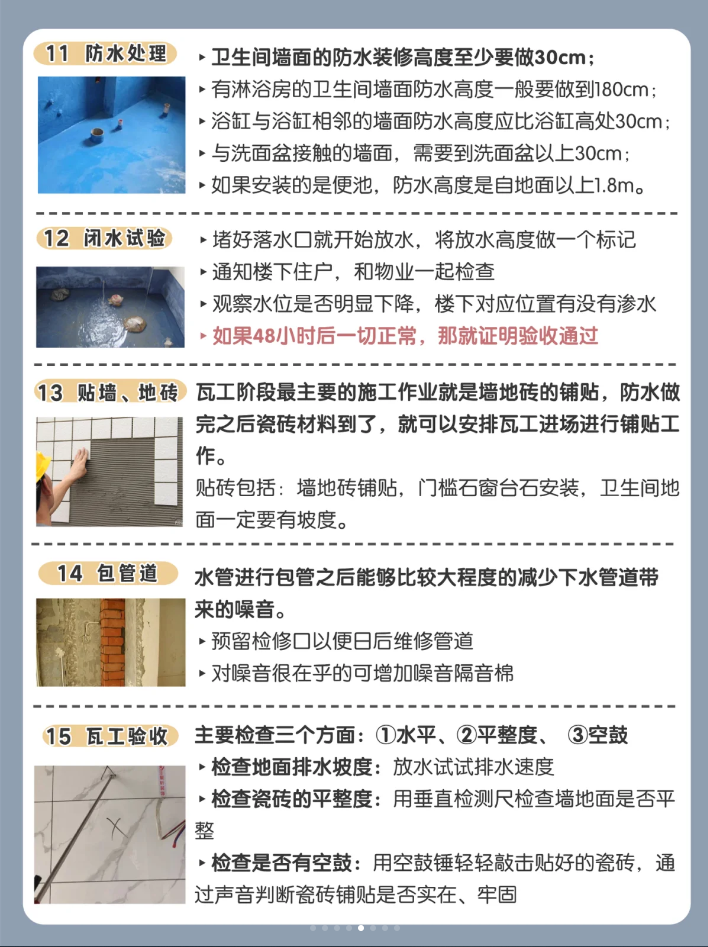 11 防水处理
▸卫生间墙面的防水装修高度至少要做30cm；
▸有淋浴房的卫生间墙面防水高度一般要做到180cm；
▸浴缸与浴缸相邻的墙面防水高度应比浴缸高处30cm；
▸与洗面盆接触的墙面，需要到洗面盆以上30cm；
▸如果安装的是便池，防水高度是自地面以上1.8m。
12 闭水试验
▸堵好落水口就开始放水，将放水高度做一个标记
▸通知楼下住户，和物业一起检查
▸观察水位是否明显下降，楼下对应位置有没有渗水
▸如果48小时后一切正常，那就证明验收通过
13 贴墙、地砖
瓦工阶段最主要的施工作业就是墙地砖的铺贴，防水做
完之后瓷砖材料到了，就可以安排瓦工进场进行铺贴工
作。
贴砖包括：墙地砖铺贴，门槛石窗台石安装，卫生间地
面一定要有坡度。
14 包管道
水管进行包管之后能够比较大程度的减少下水管道带
来的噪音。
▸预留检修口以便日后维修管道
▸对噪音很在乎的可增加噪音隔音棉
15 瓦工验收
主要检查三个方面：①水平、②平整度、 ③空鼓
▸检查地面排水坡度：放水试试排水速度
▸检查瓷砖的平整度：用垂直检测尺检查墙地面是否平
整
▸检查是否有空鼓：用空鼓锤轻轻敲击贴好的瓷砖，通
过声音判断瓷砖铺贴是否实在、牢固